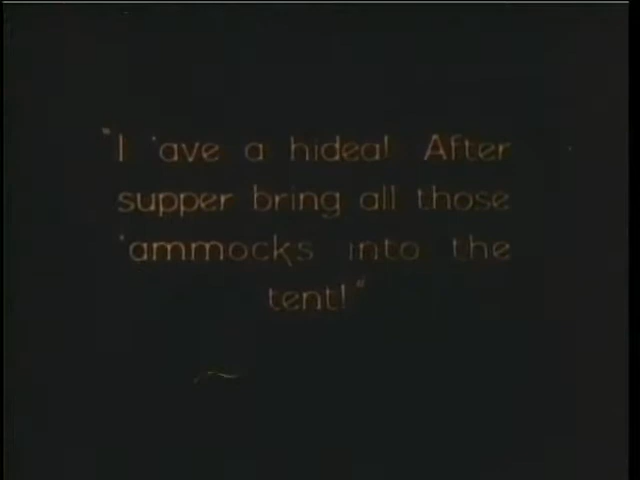 "I 'ave a hidea! After
supper bring all those
'ammocks into the
tent!"